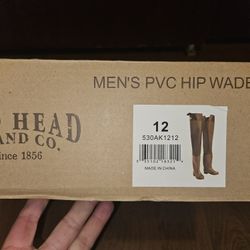 MEN'S PVC HIP WADE
HEAD
AND CO.
Since 1856
12
530AK1212
MADE IN CHINA